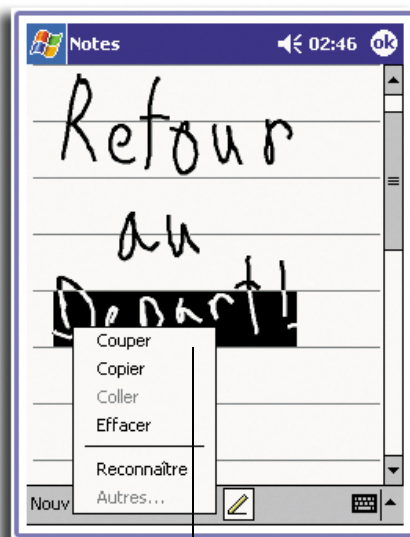 Notes 02:46 ok
Retour
au
Depart!
Couper
Copier
Coller
Effacer
Reconnaître
Autres...
Nouv